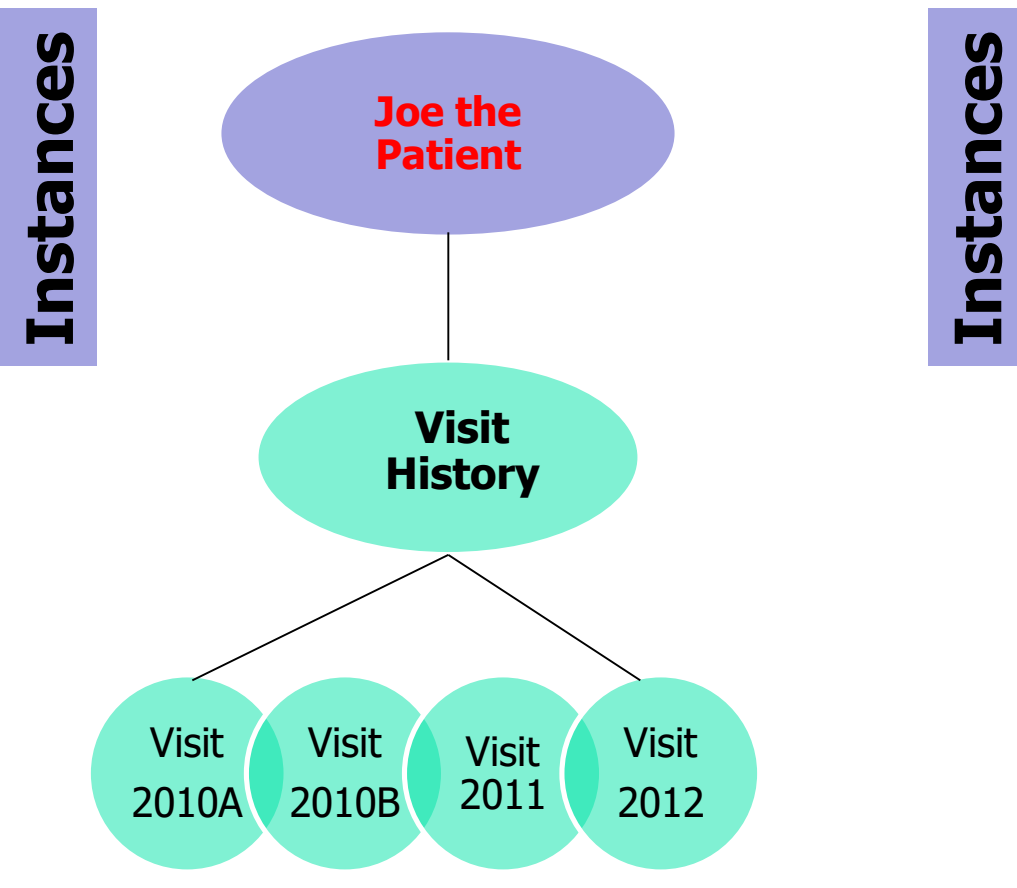 Instances
Joe the
Patient
Instances
Visit
History
Visit
2010A
Visit
2010B
Visit
2011
Visit
2012